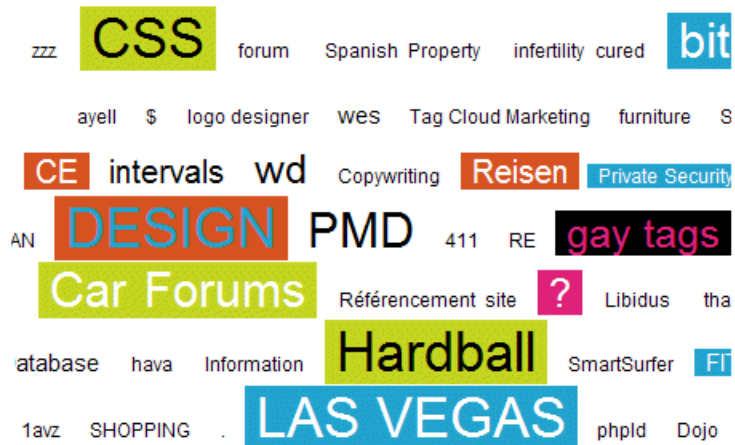 zzz CSS forum Spanish Property infertility cured bit
ayell $ logo designer wes Tag Cloud Marketing furniture S
CE intervals wd Copywriting Reisen Private Security
AN DESIGN PMD 411 RE gay tags
Car Forums Référencement site ? Libidus tha
atabase hava Information Hardball SmartSurfer FIT
1avz SHOPPING . LAS VEGAS phpld Dojo